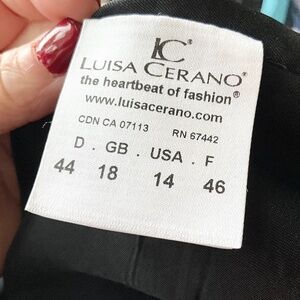 LC
LUISA CERANO®
the heartbeat of fashion®
www.luisacerano.com
CDN CA 07113 RN 67442
D . GB . USA . F
44 18 14 46